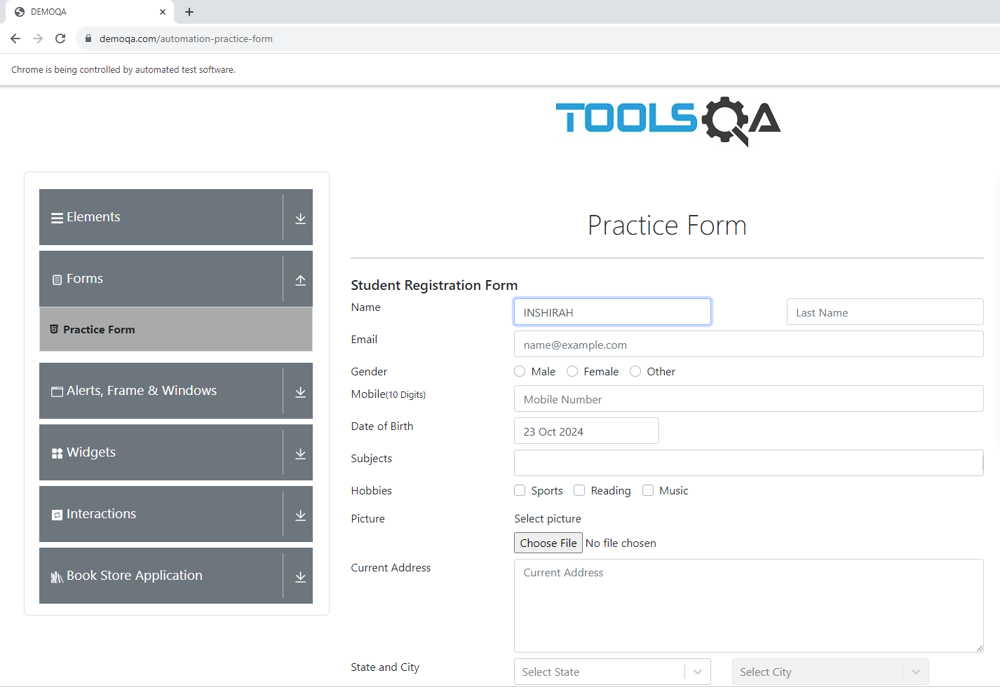 DEMOQA
demoqa.com/automation-practice-form
Chrome is being controlled by automated test software.
TOOLSQA
Elements
Forms
Practice Form
Alerts, Frame & Windows
Widgets
Interactions
Book Store Application
Practice Form
Student Registration Form
Name INSHIRAH Last Name
Email name@example.com
Gender Male Female Other
Mobile(10 Digits) Mobile Number
Date of Birth 23 Oct 2024
Subjects
Hobbies Sports Reading Music
Picture Select picture
Choose File No file chosen
Current Address Current Address
State and City Select State Select City